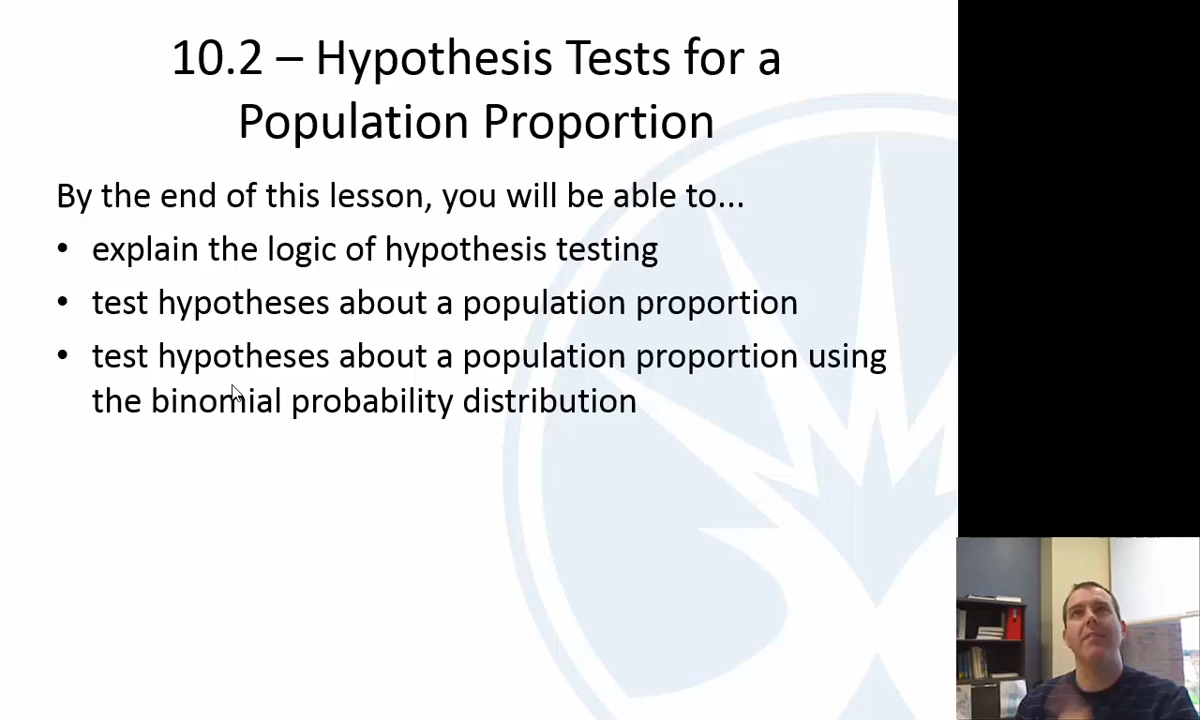 10.2 – Hypothesis Tests for a
Population Proportion
By the end of this lesson, you will be able to...
• explain the logic of hypothesis testing
• test hypotheses about a population proportion
• test hypotheses about a population proportion using
the binomial probability distribution